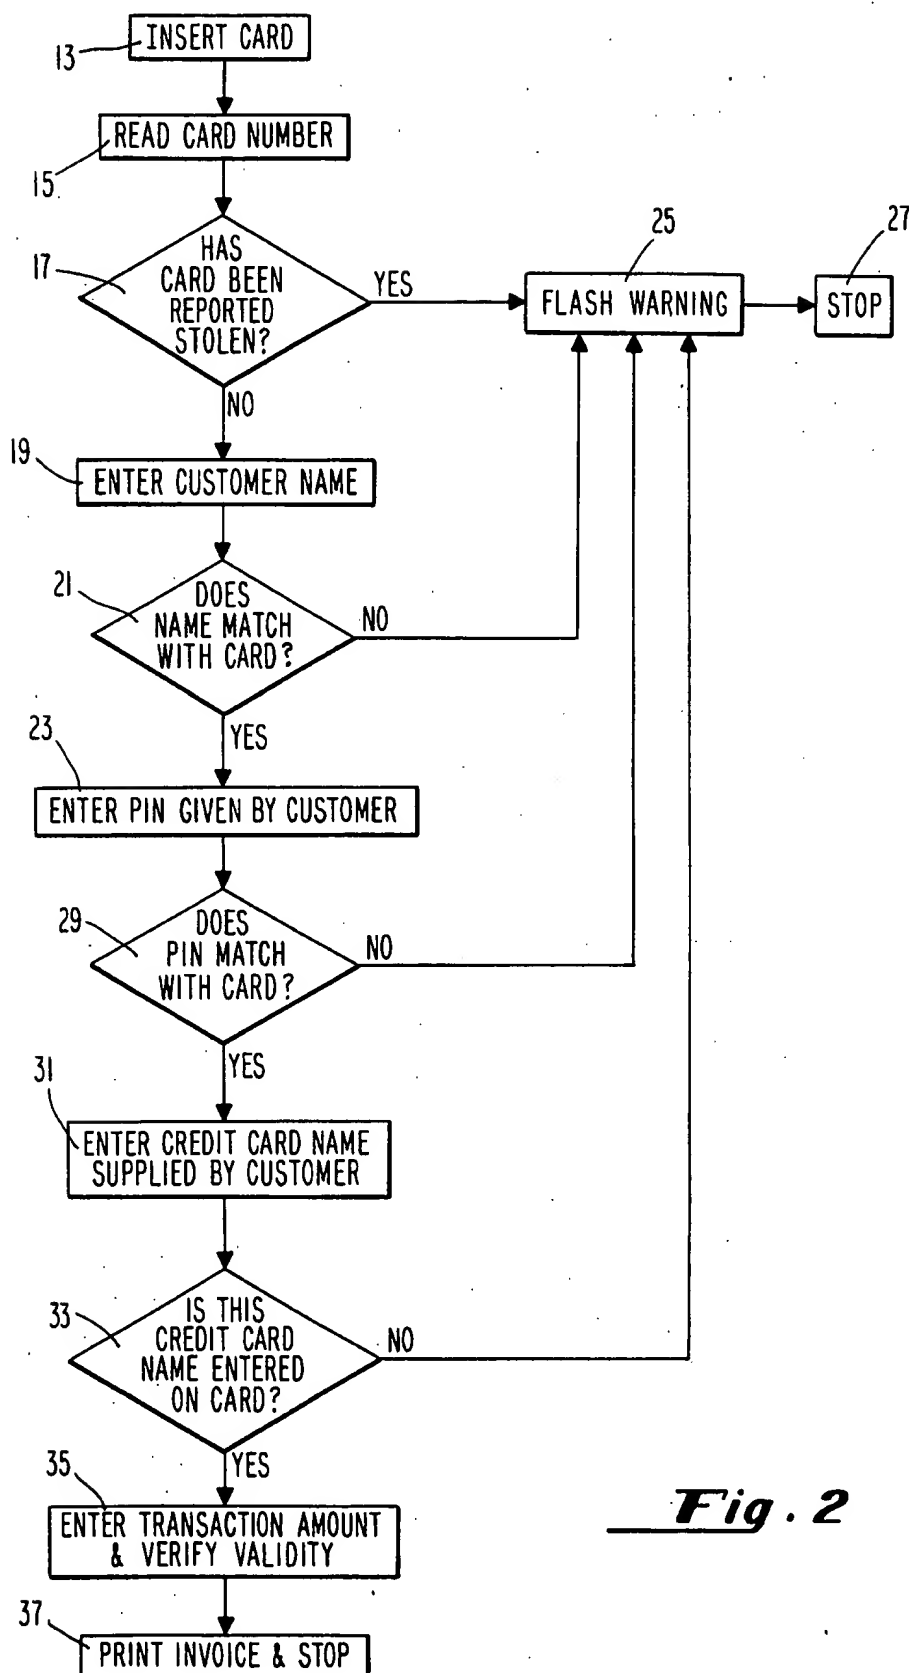 INSERT CARD
13
READ CARD NUMBER
15
HAS
CARD BEEN
REPORTED
STOLEN?
17
YES
25
FLASH WARNING
27
STOP
NO
19
ENTER CUSTOMER NAME
21
DOES
NAME MATCH
WITH CARD?
NO
YES
23
ENTER PIN GIVEN BY CUSTOMER
29
DOES
PIN MATCH
WITH CARD?
NO
YES
31
ENTER CREDIT CARD NAME
SUPPLIED BY CUSTOMER
33
IS THIS
CREDIT CARD
NAME ENTERED
ON CARD?
NO
YES
35
ENTER TRANSACTION AMOUNT
& VERIFY VALIDITY
37
PRINT INVOICE & STOP
Fig. 2